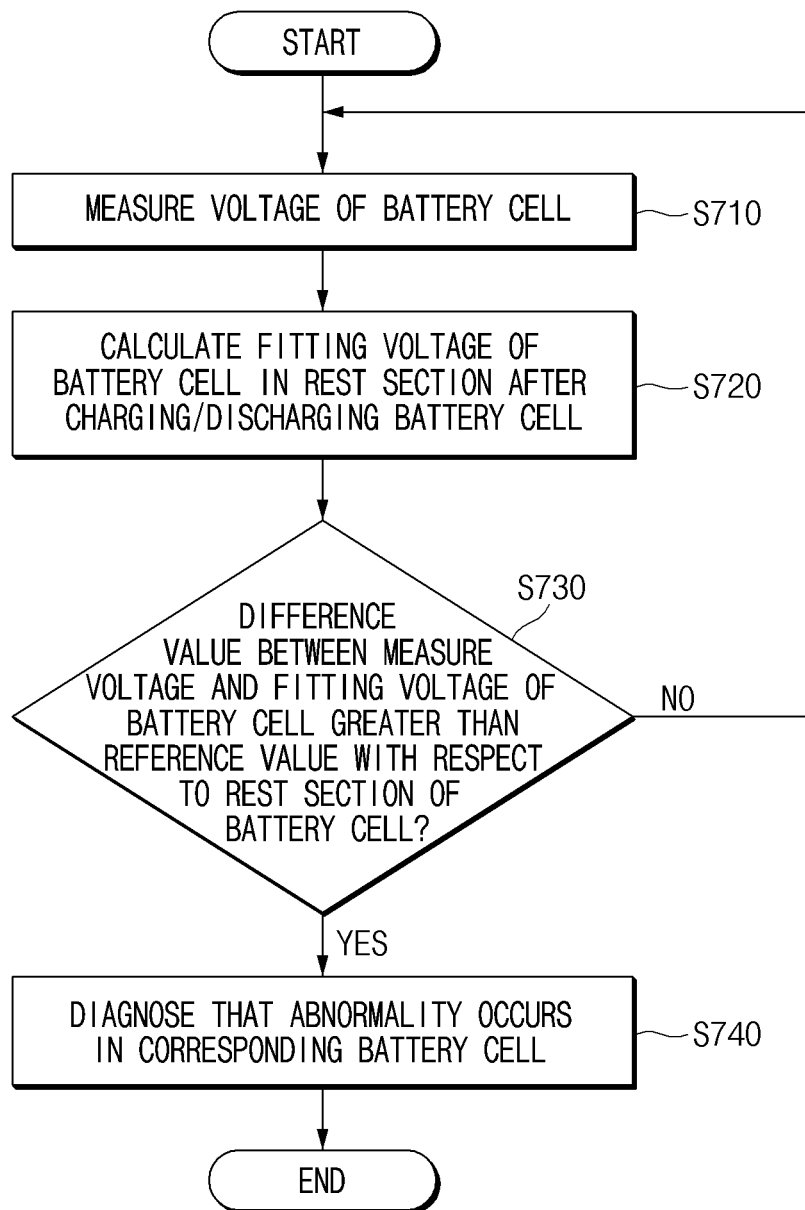 START
MEASURE VOLTAGE OF BATTERY CELL
S710
CALCULATE FITTING VOLTAGE OF
BATTERY CELL IN REST SECTION AFTER
CHARGING/DISCHARGING BATTERY CELL
S720
S730
DIFFERENCE
VALUE BETWEEN MEASURE
VOLTAGE AND FITTING VOLTAGE OF
BATTERY CELL GREATER THAN
REFERENCE VALUE WITH RESPECT
TO REST SECTION OF
BATTERY CELL?
NO
YES
DIAGNOSE THAT ABNORMALITY OCCURS
IN CORRESPONDING BATTERY CELL
S740
END